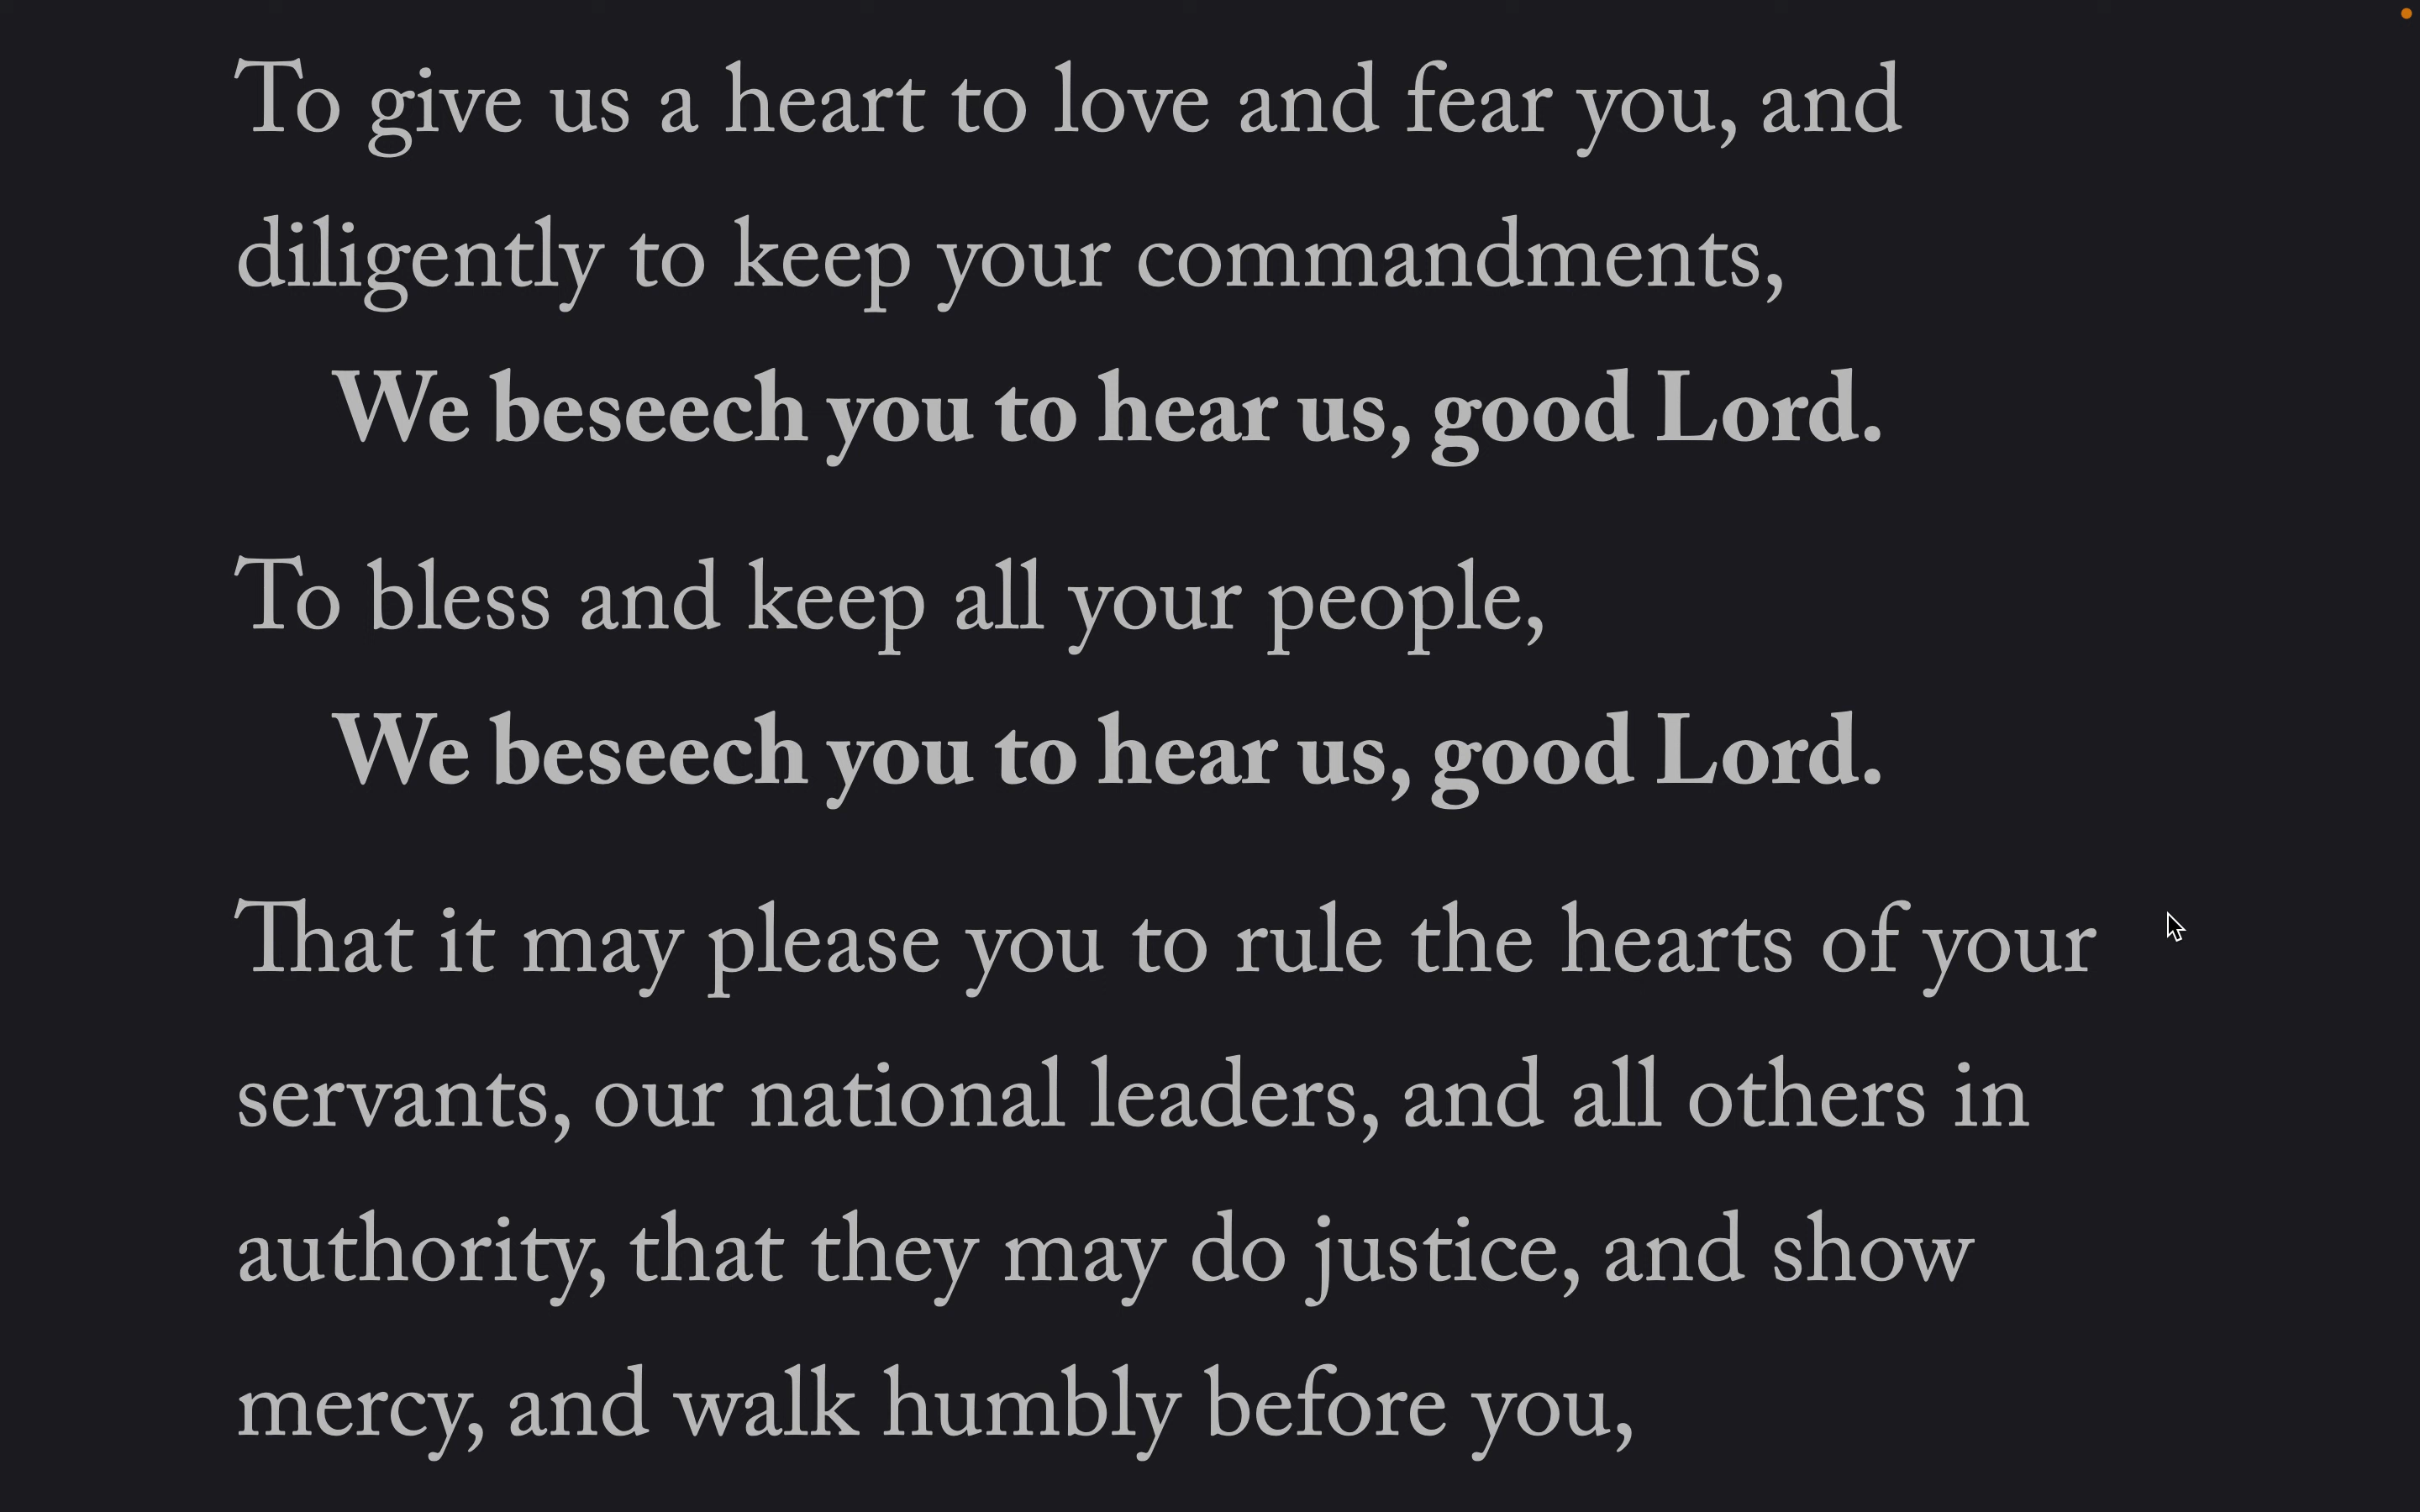 To give us a heart to love and fear you, and
diligently to keep your commandments,
We beseech you to hear us, good Lord.
To bless and keep all your people,
We beseech you to hear us, good Lord.
That it may please you to rule the hearts of your
servants, our national leaders, and all others in
authority, that they may do justice, and show
mercy, and walk humbly before you,